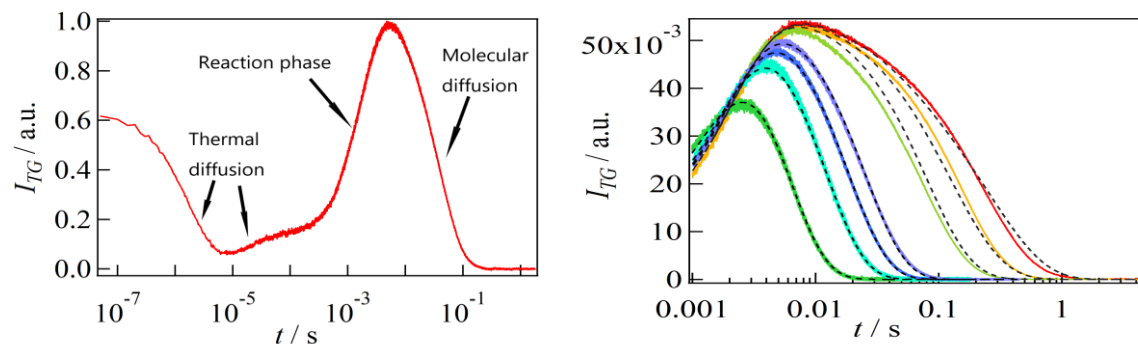 1.0
0.8
0.6
0.4
0.2
0.0
I_TG / a.u.
Reaction phase
Molecular
diffusion
Thermal
diffusion
10^-7
10^-5
10^-3
10^-1
t / s
50x10^-3
40
30
20
10
0
I_TG / a.u.
0.001
0.01
0.1
1
t / s